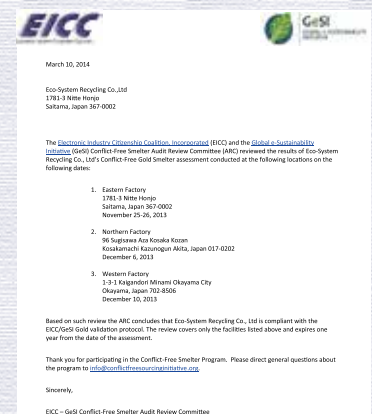 EICC
GeSI
March 10, 2014
Eco-System Recycling Co.,Ltd
1781-3 Nitte Honjo
Saitama, Japan 367-0002
The Electronic Industry Citizenship Coalition, Incorporated (EICC) and the Global e-Sustainability
Initiative (GeSI) Conflict-Free Smelter Audit Review Committee (ARC) reviewed the results of Eco-System
Recycling Co., Ltd's Conflict-Free Gold Smelter assessment conducted at the following locations on the
following dates:
1. Eastern Factory
1781-3 Nitte Honjo
Saitama, Japan 367-0002
November 25-26, 2013
2. Northern Factory
96 Sugisawa Aza Kosaka Kozan
Kosakamachi Kazunogun Akita, Japan 017-0202
December 6, 2013
3. Western Factory
1-3-1 Kaigandori Minami Okayama City
Okayama, Japan 702-8506
December 10, 2013
Based on such review the ARC concludes that Eco-System Recycling Co., Ltd is compliant with the
EICC/GeSI Gold validation protocol. The review covers only the facilities listed above and expires one
year from the date of the assessment.
Thank you for participating in the Conflict-Free Smelter Program. Please direct general questions about
the program to info@conflictfreesourcinginitiative.org.
Sincerely,
EICC – GeSI Conflict-Free Smelter Audit Review Committee